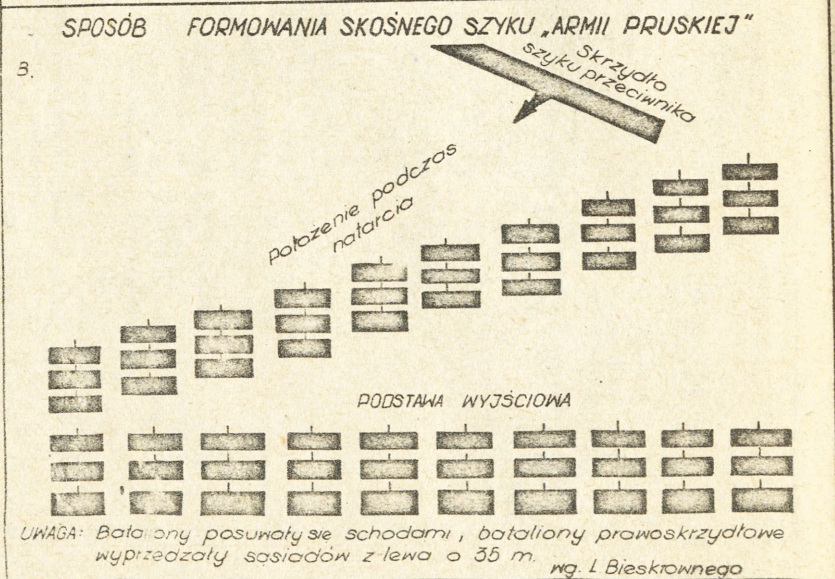 SPOSÓB FORMOWANIA SKOŚNEGO SZYKU „ARMII PRUSKIEJ"
3.
Skrzydło
szyku przeciwnika
położenie podczas
natarcia
PODSTAWA WYJŚCIOWA
UWAGA: Bataliony posuwały się schodami, bataliony prawoskrzydłowe
wyprzedzały sąsiadów z lewa o 35 m.
wg. L. Bieskrownego